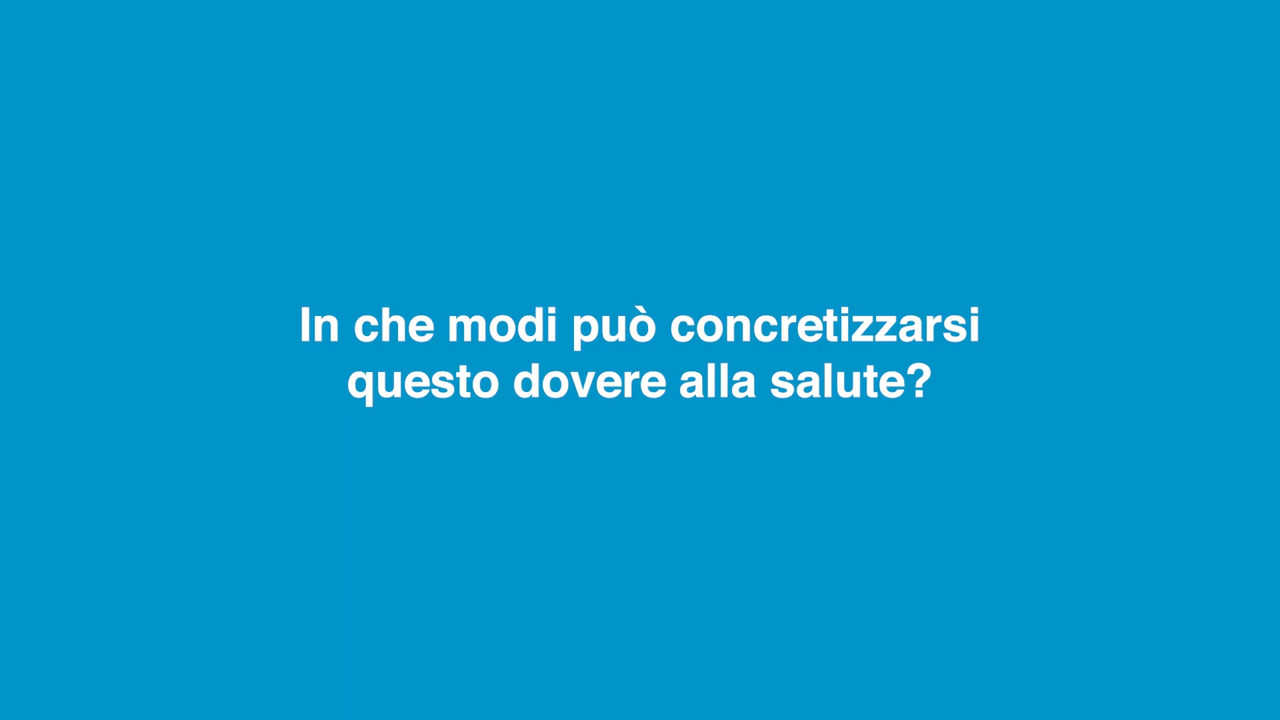 In che modi può concretizzarsi
questo dovere alla salute?